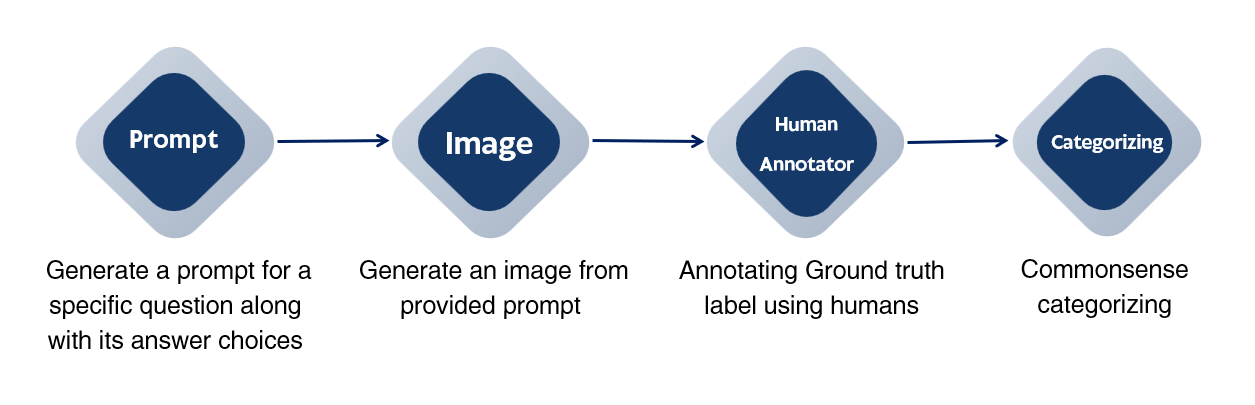 Prompt
Image
Human
Annotator
Categorizing
Generate a prompt for a
specific question along
with its answer choices
Generate an image from
provided prompt
Annotating Ground truth
label using humans
Commonsense
categorizing